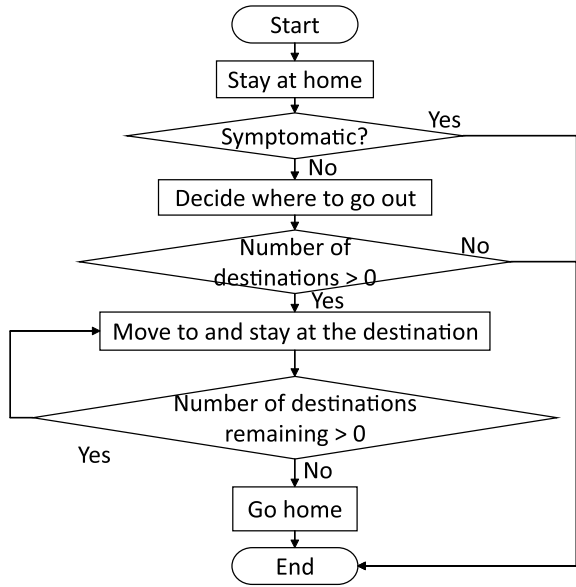 Start
Stay at home
Symptomatic?
Yes
No
Decide where to go out
Number of
destinations > 0
No
Yes
Move to and stay at the destination
Number of destinations
remaining > 0
Yes
No
Go home
End